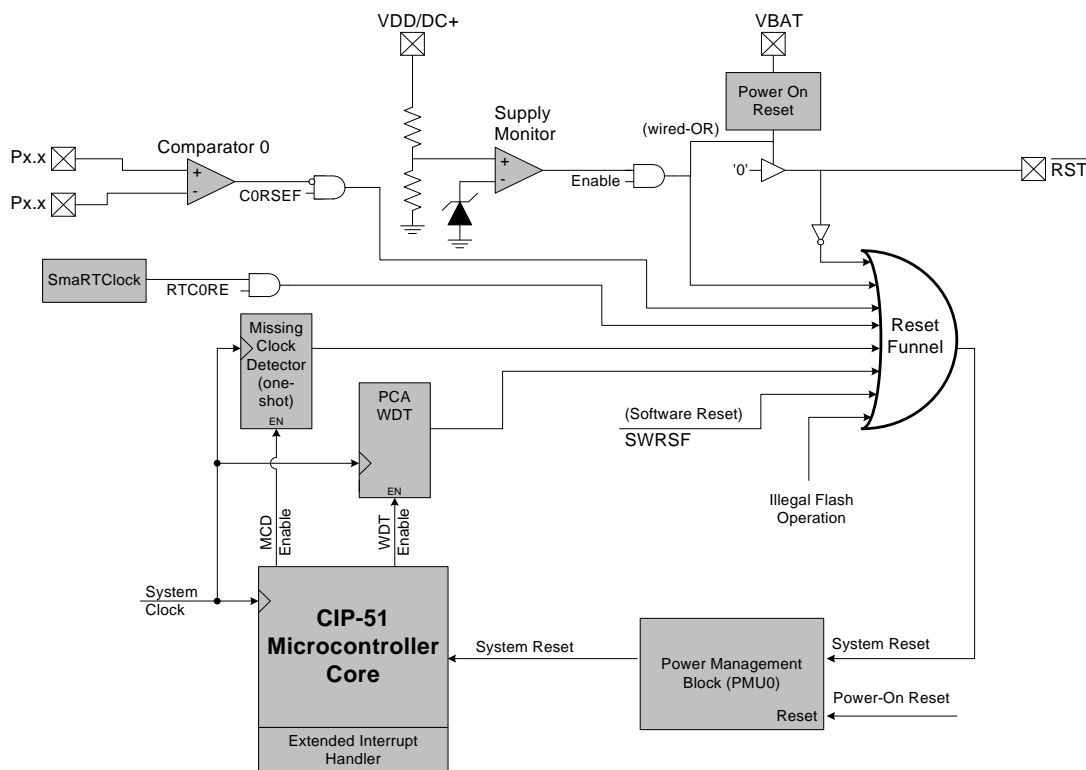 VDD/DC+
VBAT
Power On
Reset
Supply
Monitor
(wired-OR)
Comparator 0
Px.x
+
-
Px.x
+
-
Enable
'0'
RST
C0RSEF
SmaRTClock
RTC0RE
Missing
Clock
Detector
(one-
shot)
EN
Reset
Funnel
PCA
WDT
EN
(Software Reset)
SWRSF
Illegal Flash
Operation
MCD
Enable
WDT
Enable
System
Clock
CIP-51
Microcontroller
Core
Extended Interrupt
Handler
System Reset
Power Management
Block (PMU0)
Reset
System Reset
Power-On Reset